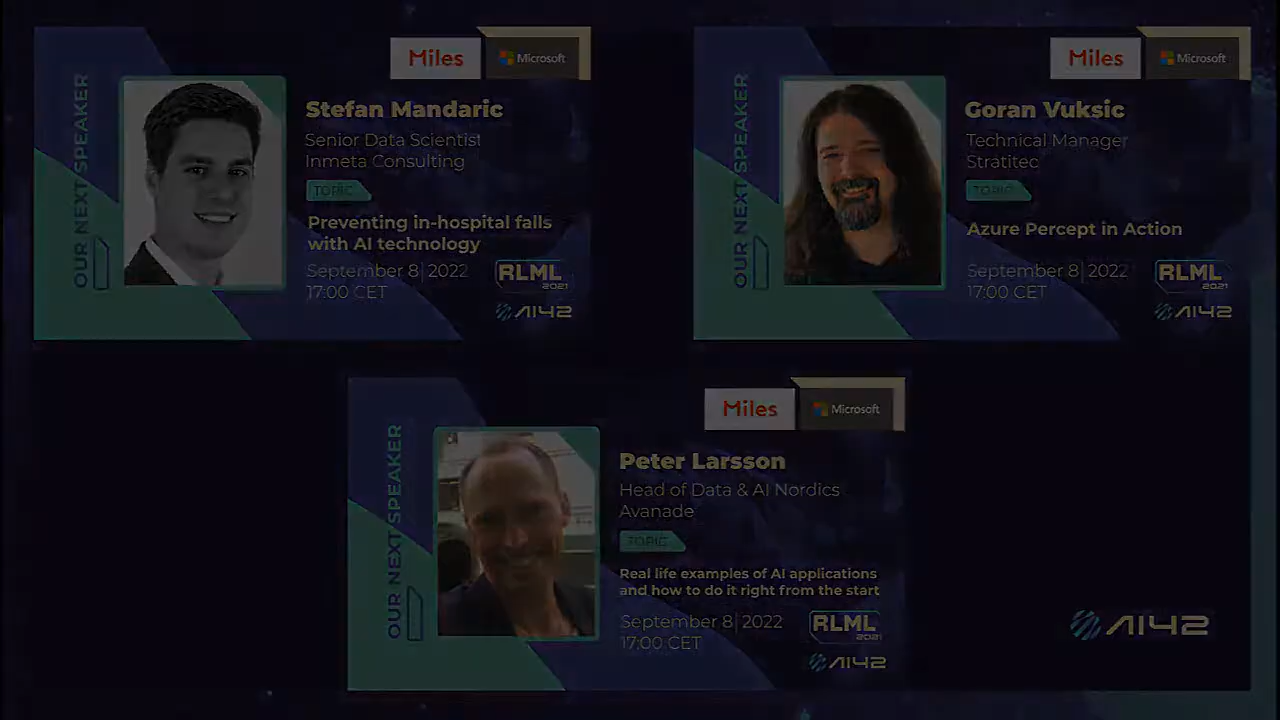 Miles
Microsoft
OUR NEXT SPEAKER
Stefan Mandaric
Senior Data Scientist
Inmeta Consulting
TOPIC
Preventing in-hospital falls
with AI technology
September 8 2022
17:00 CET
RLML
2021
AI42
Miles
Microsoft
OUR NEXT SPEAKER
Goran Vuksic
Technical Manager
Stratitec
TOPIC
Azure Percept in Action
September 8 2022
17:00 CET
RLML
2021
AI42
Miles
Microsoft
OUR NEXT SPEAKER
Peter Larsson
Head of Data & AI Nordics
Avanade
TOPIC
Real life examples of AI applications
and how to do it right from the start
September 8 2022
17:00 CET
RLML
2021
AI42
AI42